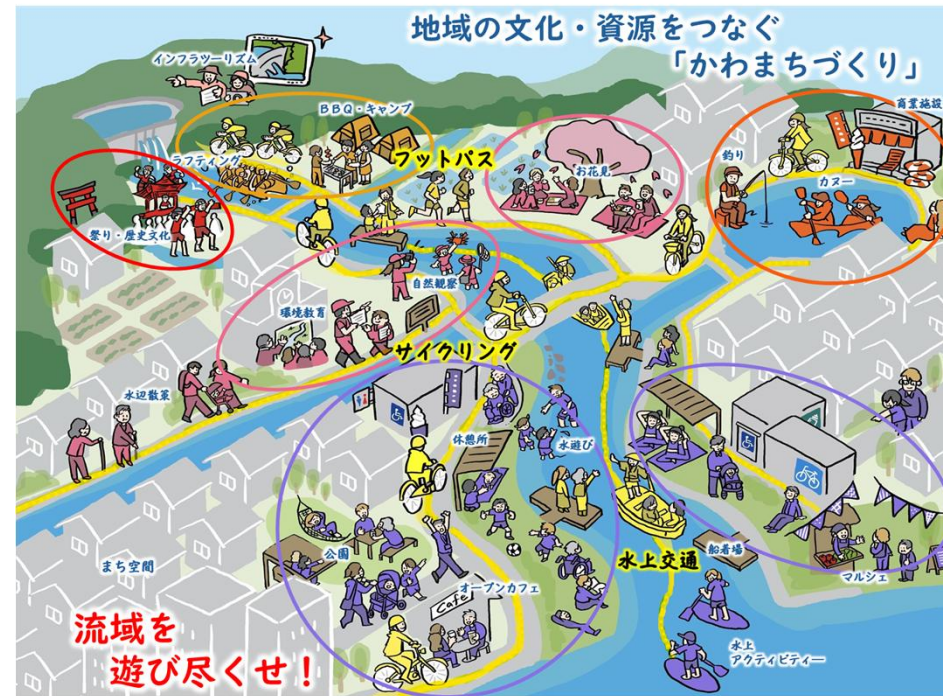 地域の文化・資源をつなぐ
「かわまちづくり」
インフラツーリズム
BBQ・キャンプ
商業施設
フットパス
ラフティング
お花見
釣り
カヌー
祭り・歴史文化
自然観察
環境教育
サイクリング
水辺散策
休憩所
水遊び
公園
水上交通
船着場
まち空間
オープンカフェ
Cafe
マルシェ
流域を
遊び尽くせ！
水上
アクティビティー